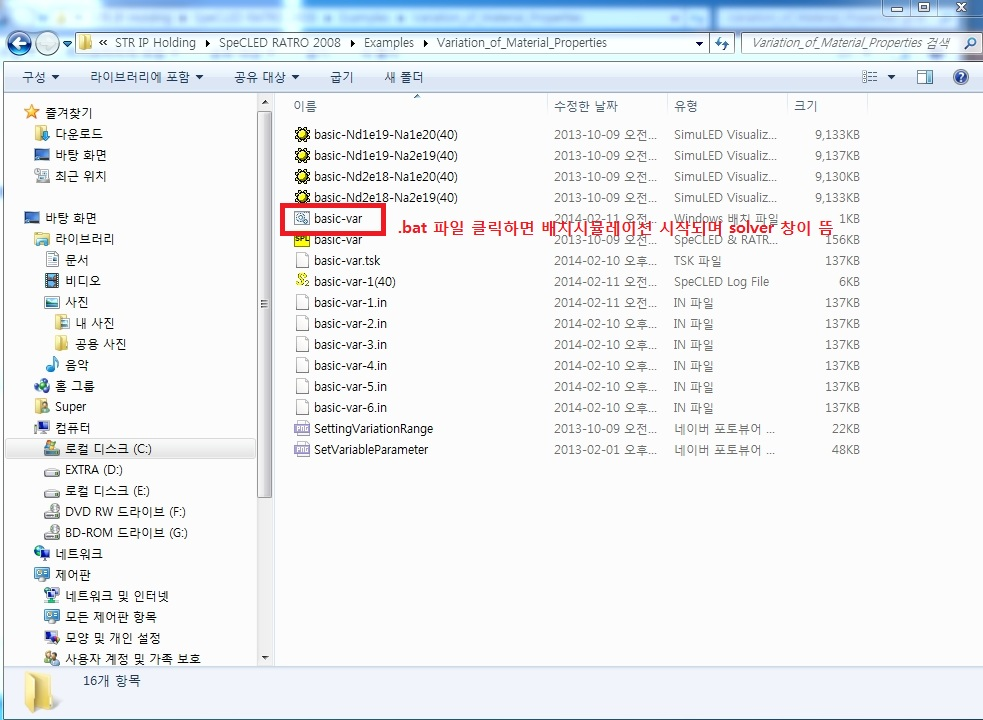 STR IP Holding ▸ SpeCLED RATRO 2008 ▸ Examples ▸ Variation_of_Material_Properties
Variation_of_Material_Properties 검색
구성 라이브러리에 포함 공유 대상 굽기 새 폴더
이름 수정한 날짜 유형 크기
즐겨찾기
다운로드
바탕 화면
최근 위치
바탕 화면
라이브러리
문서
비디오
사진
내 사진
공용 사진
음악
홈 그룹
Super
컴퓨터
로컬 디스크 (C:)
EXTRA (D:)
로컬 디스크 (E:)
DVD RW 드라이브 (F:)
BD-ROM 드라이브 (G:)
네트워크
제어판
네트워크 및 인터넷
모든 제어판 항목
모양 및 개인 설정
사용자 계정 및 가족 보호
basic-Nd1e19-Na1e20(40) 2013-10-09 오전... SimuLED Visualiz... 9,133KB
basic-Nd1e19-Na2e19(40) 2013-10-09 오전... SimuLED Visualiz... 9,137KB
basic-Nd2e18-Na1e20(40) 2013-10-09 오전... SimuLED Visualiz... 9,130KB
basic-Nd2e18-Na2e19(40) 2013-10-09 오전... SimuLED Visualiz... 9,137KB
basic-var 2014-02-11 오전... Windows 배치 파일 1KB
.bat 파일 클릭하면 배치시뮬레이션 시작되며 solver 창이 뜸
basic-var 2013-10-09 오전... SpeCLED & RATR... 156KB
basic-var.tsk 2014-02-10 오후... TSK 파일 137KB
basic-var-1(40) 2014-02-11 오전... SpeCLED Log File 6KB
basic-var-1.in 2014-02-10 오후... IN 파일 137KB
basic-var-2.in 2014-02-10 오후... IN 파일 137KB
basic-var-3.in 2014-02-10 오후... IN 파일 137KB
basic-var-4.in 2014-02-10 오후... IN 파일 137KB
basic-var-5.in 2014-02-10 오후... IN 파일 137KB
basic-var-6.in 2014-02-10 오후... IN 파일 137KB
SettingVariationRange 2013-10-09 오전... 네이버 포토뷰어 ... 22KB
SetVariableParameter 2013-02-01 오전... 네이버 포토뷰어 ... 48KB
16개 항목